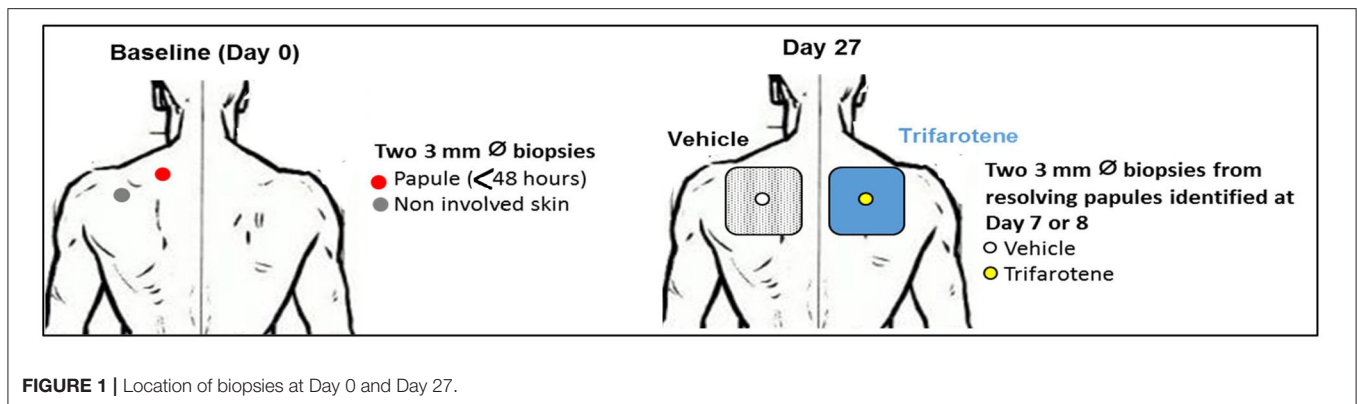 Baseline (Day 0)
Two 3 mm Ø biopsies
Papule (<48 hours)
Non involved skin
Day 27
Vehicle
Trifarotene
Two 3 mm Ø biopsies from
resolving papules identified at
Day 7 or 8
Vehicle
Trifarotene
FIGURE 1 | Location of biopsies at Day 0 and Day 27.